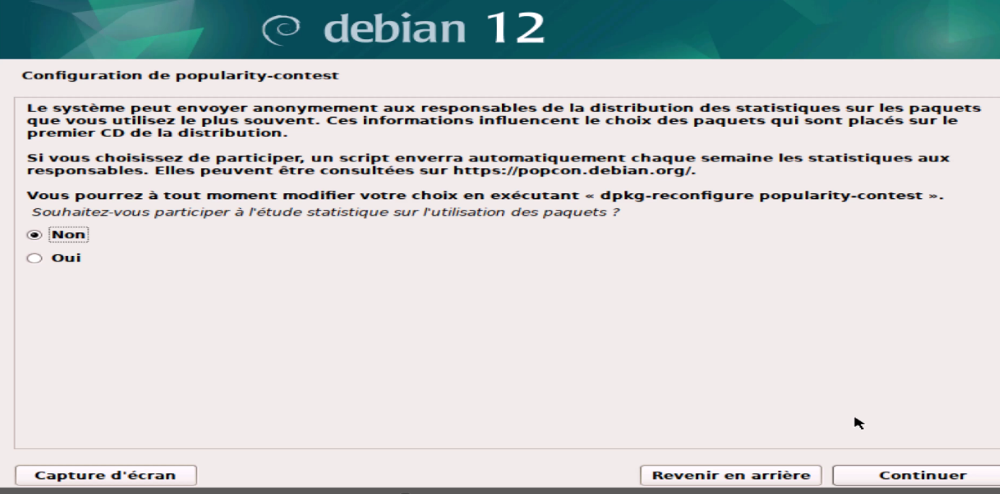 debian 12
Configuration de popularity-contest
Le système peut envoyer anonymement aux responsables de la distribution des statistiques sur les paquets
que vous utilisez le plus souvent. Ces informations influencent le choix des paquets qui sont placés sur le
premier CD de la distribution.
Si vous choisissez de participer, un script enverra automatiquement chaque semaine les statistiques aux
responsables. Elles peuvent être consultées sur https://popcon.debian.org/.
Vous pourrez à tout moment modifier votre choix en exécutant « dpkg-reconfigure popularity-contest ».
Souhaitez-vous participer à l'étude statistique sur l'utilisation des paquets ?
Non
Oui
Capture d'écran
Revenir en arrière
Continuer